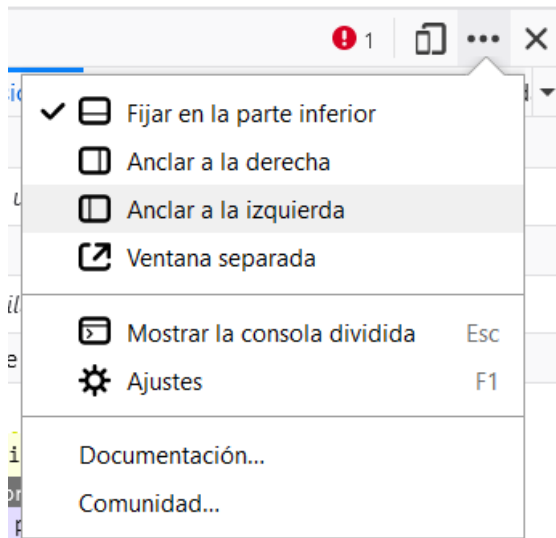 1
Fijar en la parte inferior
Anclar a la derecha
Anclar a la izquierda
Ventana separada
Mostrar la consola dividida Esc
Ajustes F1
Documentación...
Comunidad...